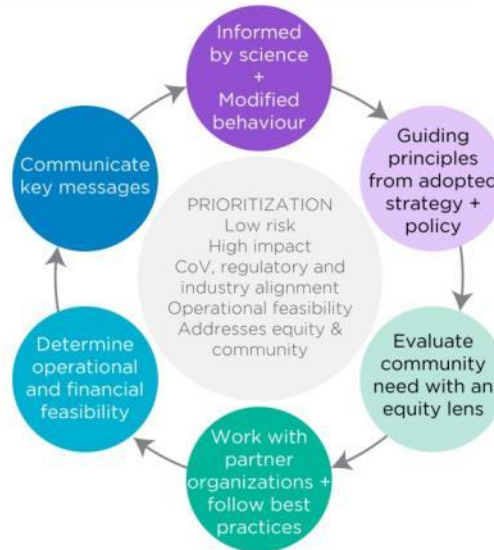 Informed
by science
+
Modified
behaviour
Guiding
principles
from adopted
strategy +
policy
Evaluate
community
need with an
equity lens
Work with
partner
organizations +
follow best
practices
Determine
operational
and financial
feasibility
Communicate
key messages
PRIORITIZATION
Low risk
High impact
CoV, regulatory and
industry alignment
Operational feasibility
Addresses equity &
community